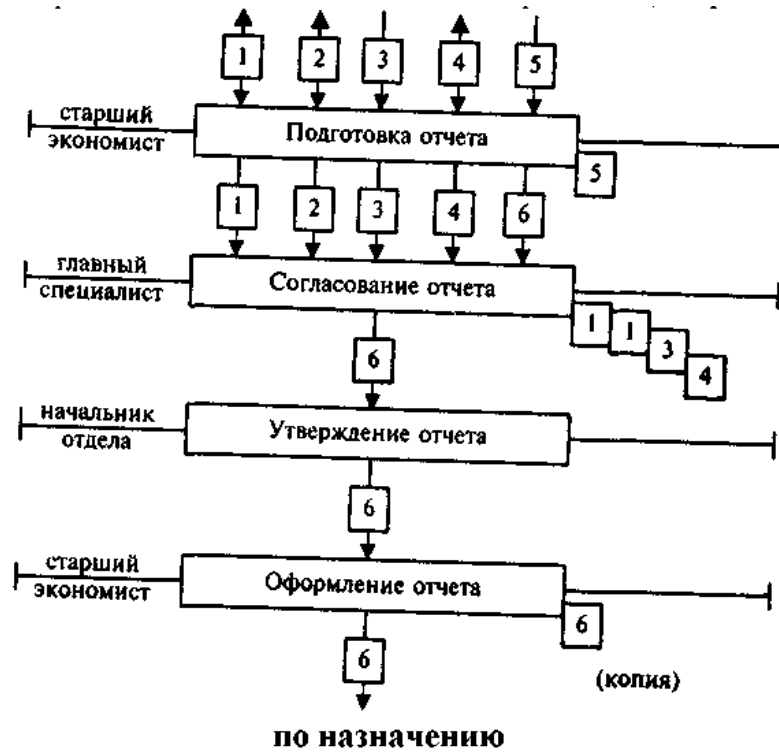 1 2 3 4 5
старший
экономист
Подготовка отчета
5
1 2 3 4 6
главный
специалист
Согласование отчета
1 1 3 4
6
начальник
отдела
Утверждение отчета
6
старший
экономист
Оформление отчета
6
6
(копия)
по назначению